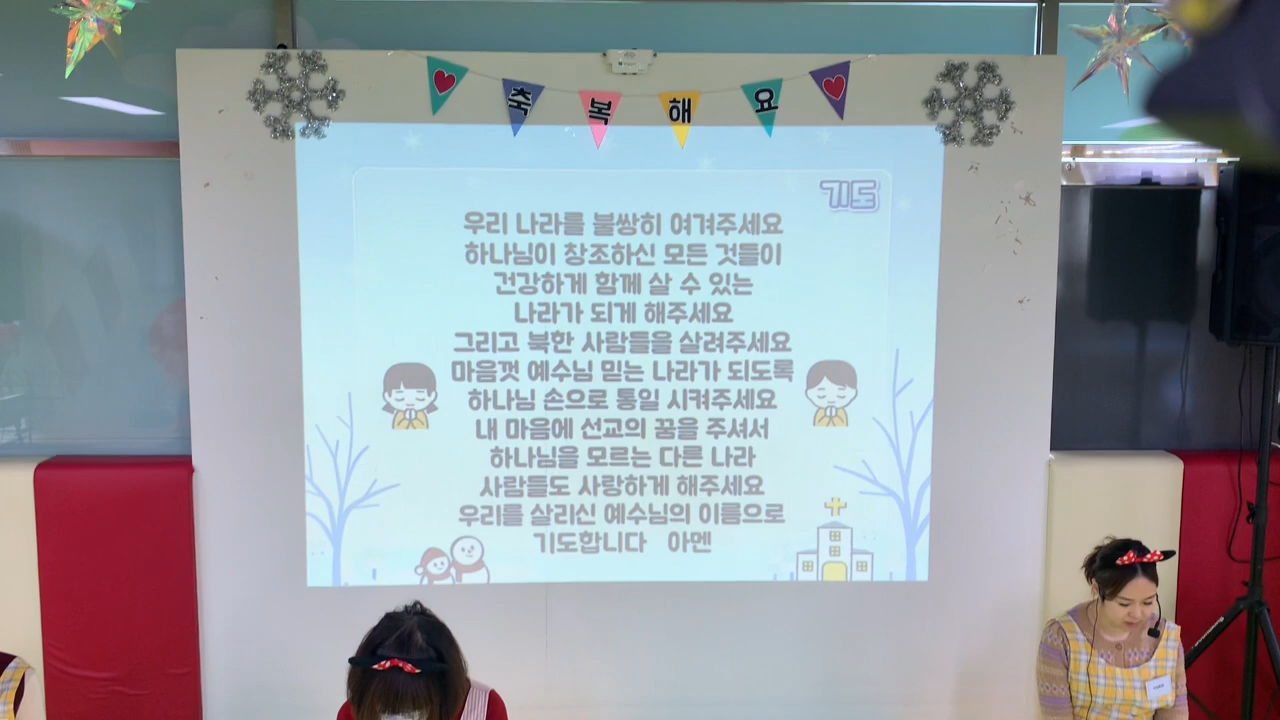 축복해요
기도
우리 나라를 불쌍히 여겨주세요
하나님이 창조하신 모든 것들이
건강하게 함께 살 수 있는
나라가 되게 해주세요
그리고 북한 사람들을 살려주세요
마음껏 예수님 믿는 나라가 되도록
하나님 손으로 통일 시켜주세요
내 마음에 선교의 꿈을 주셔서
하나님을 모르는 다른 나라
사람들도 사랑하게 해주세요
우리를 살리신 예수님의 이름으로
기도합니다 아멘